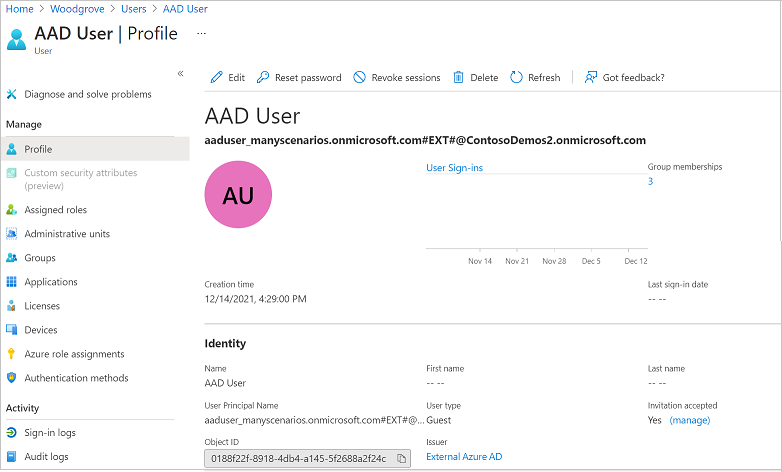 Home > Woodgrove > Users > AAD User
AAD User | Profile ...
User
«
Diagnose and solve problems
Manage
Profile
Custom security attributes
(preview)
Assigned roles
Administrative units
Groups
Applications
Licenses
Devices
Azure role assignments
Authentication methods
Activity
Sign-in logs
Audit logs
Edit Reset password Revoke sessions Delete Refresh Got feedback?
AAD User
aaduser_manyscenarios.onmicrosoft.com#EXT#@ContosoDemos2.onmicrosoft.com
AU
User Sign-ins
Nov 14 Nov 21 Nov 28 Dec 5 Dec 12
Group memberships
3
Creation time
12/14/2021, 4:29:00 PM
Last sign-in date
-- --
Identity
Name First name Last name
AAD User -- -- -- --
User Principal Name User type Invitation accepted
aaduser_manyscenarios.onmicrosoft.com#EXT#@... Guest Yes (manage)
Object ID Issuer
0188f22f-8918-4db4-a145-5f2688a2f24c External Azure AD